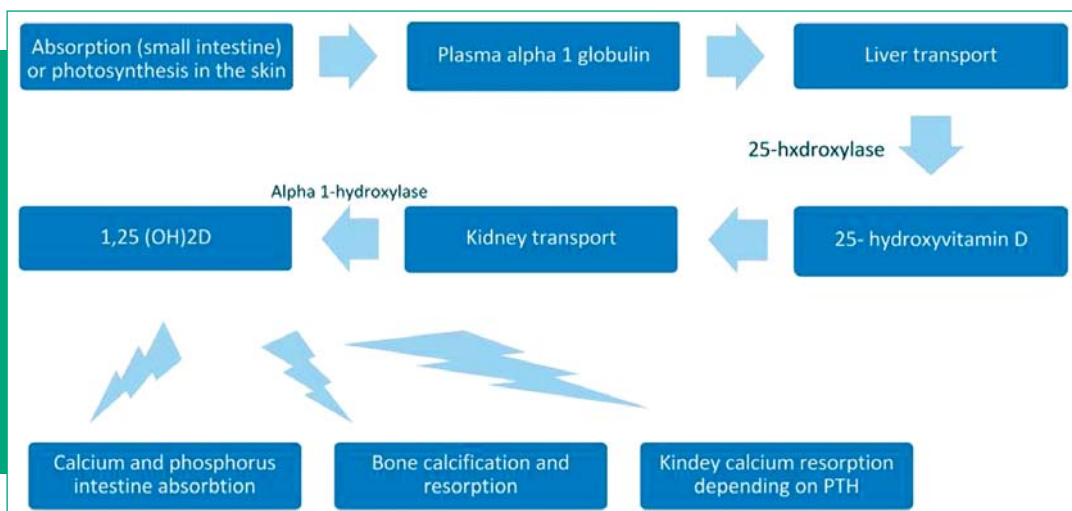 Absorption (small intestine)
or photosynthesis in the skin
Plasma alpha 1 globulin
Liver transport
25-hxdroxylase
Alpha 1-hydroxylase
1,25 (OH)2D
Kidney transport
25- hydroxyvitamin D
Calcium and phosphorus
intestine absorbtion
Bone calcification and
resorption
Kindey calcium resorption
depending on PTH